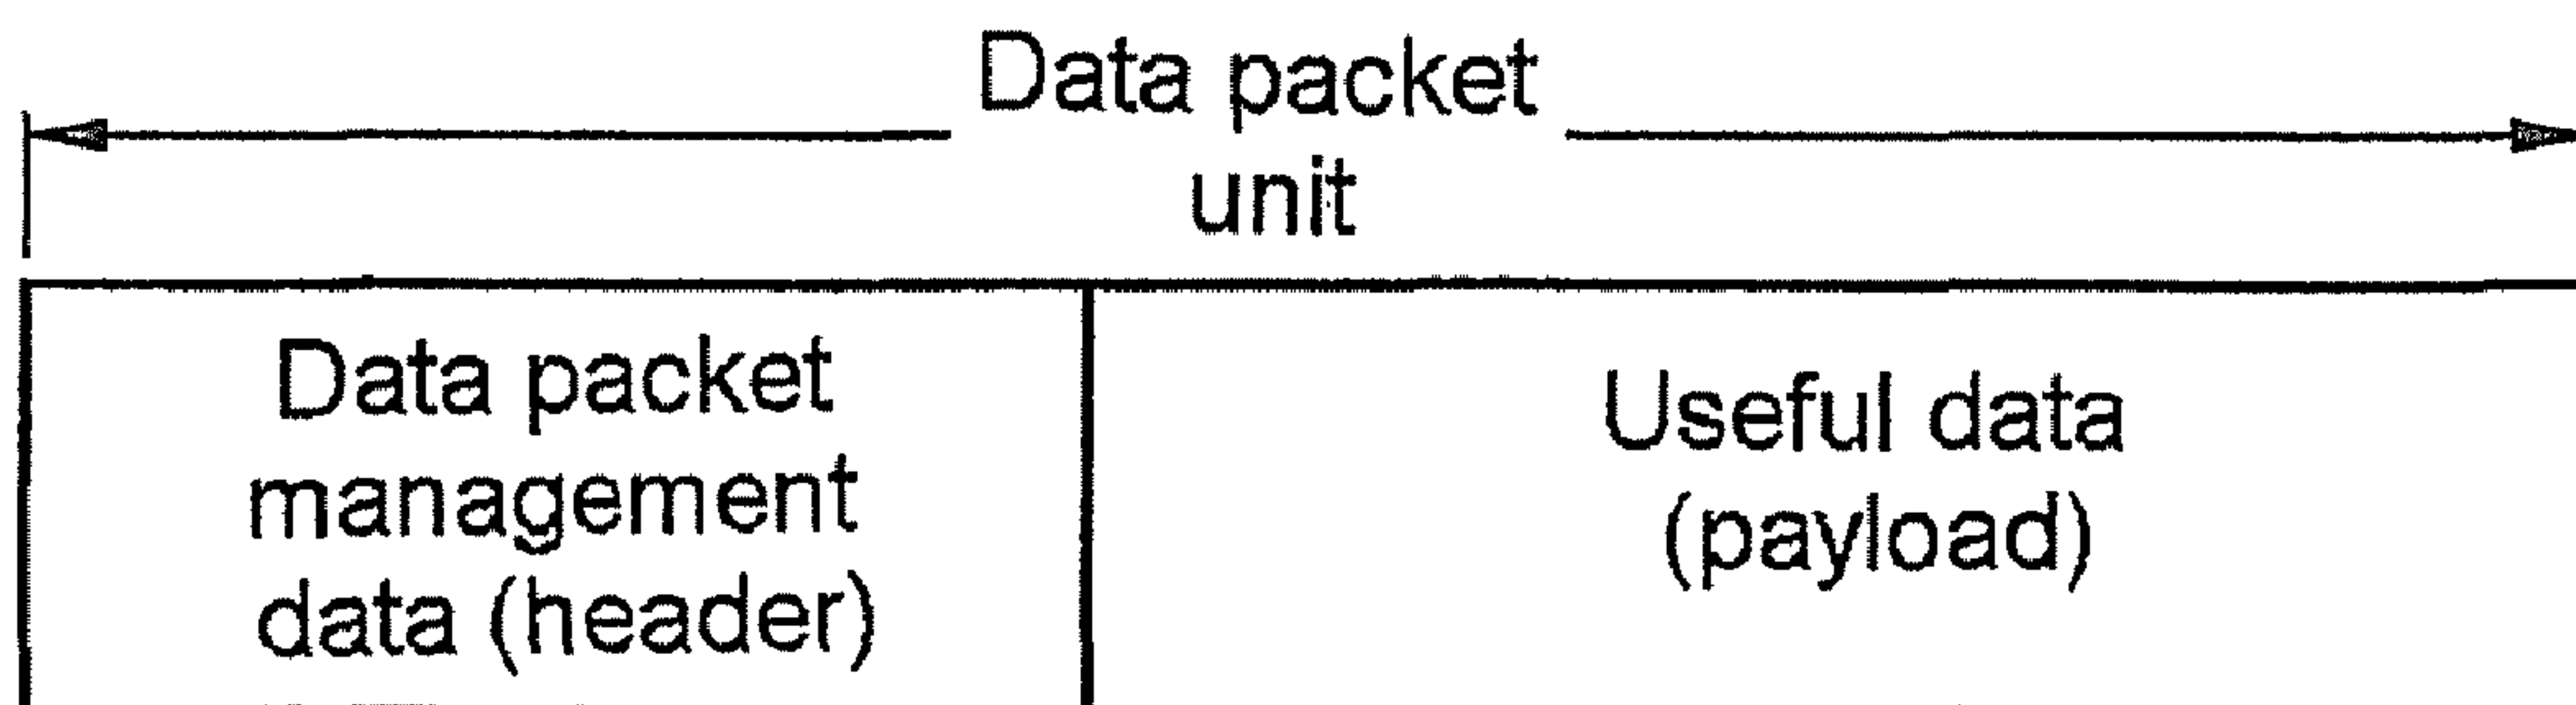 Data packet
unit
Data packet
management
data (header)
Useful data
(payload)